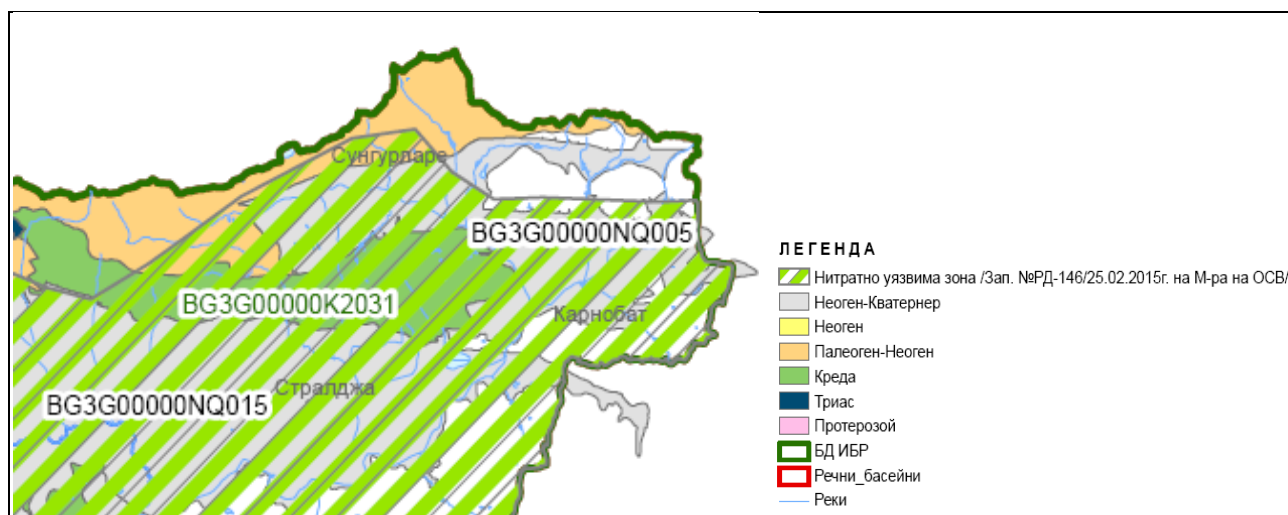 Сунгурларе
BG3G00000NQ005
BG3G00000K2031
Карнобат
Стралджа
BG3G00000NQ015
ЛЕГЕНДА
Нитратно уязвима зона /Зап. №РД-146/25.02.2015г. на М-ра на ОСВ/
Неоген-Кватернер
Неоген
Палеоген-Неоген
Креда
Триас
Протерозой
БД ИБР
Речни_басейни
Реки